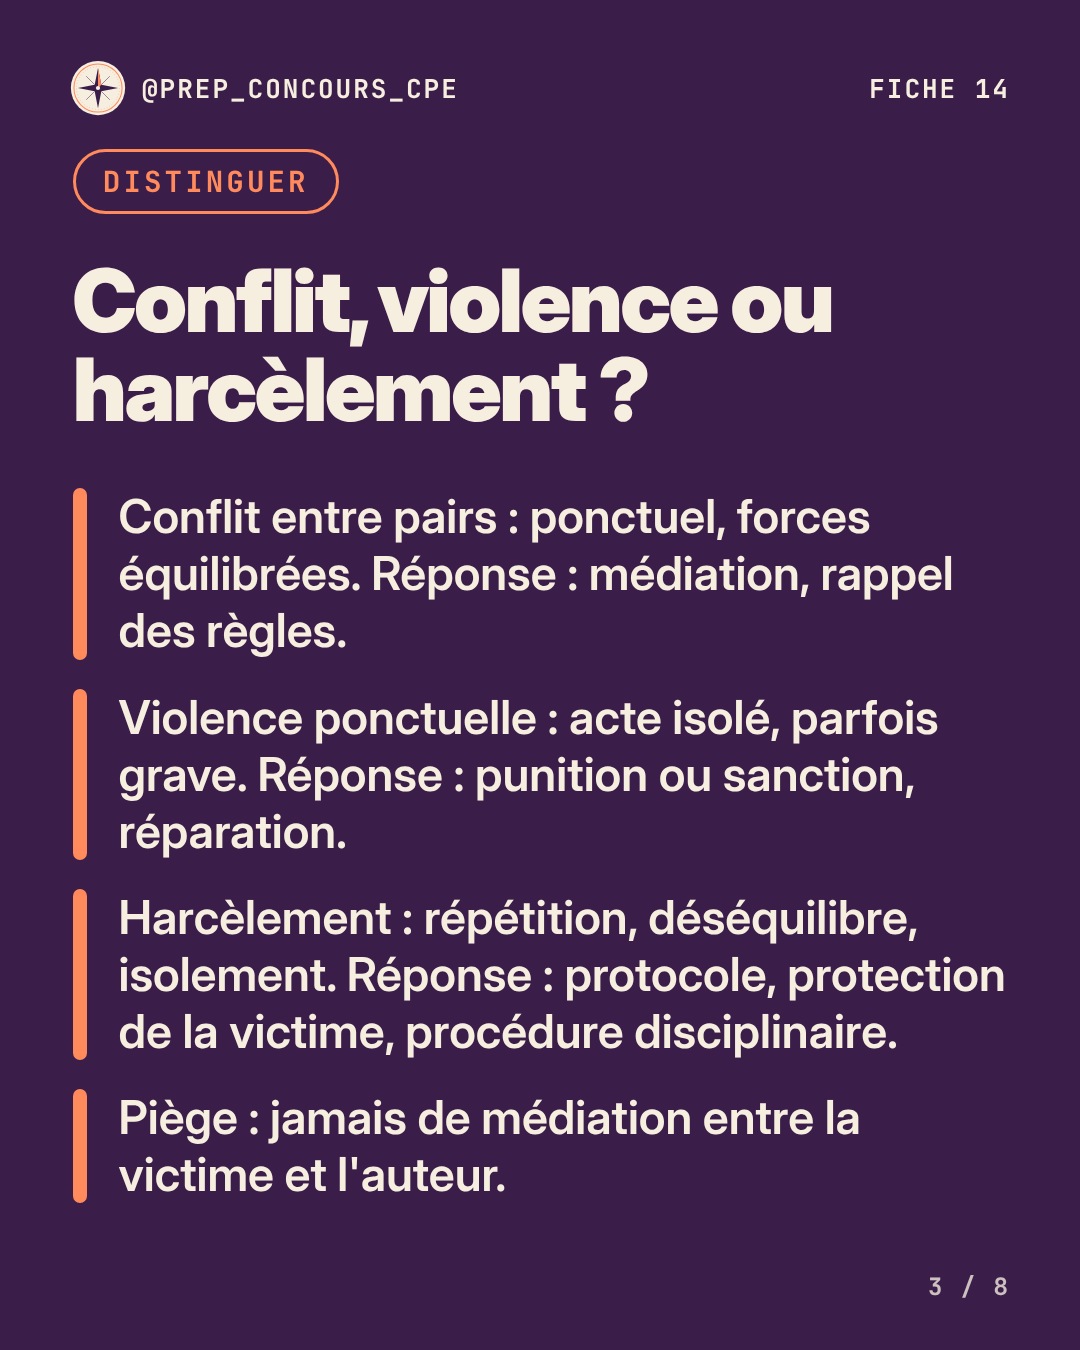 @PREP_CONCOURS_CPE
FICHE 14
DISTINGUER
Conflit, violence ou
harcèlement ?
Conflit entre pairs : ponctuel, forces
équilibrées. Réponse : médiation, rappel
des règles.
Violence ponctuelle : acte isolé, parfois
grave. Réponse : punition ou sanction,
réparation.
Harcèlement : répétition, déséquilibre,
isolement. Réponse : protocole, protection
de la victime, procédure disciplinaire.
Piège : jamais de médiation entre la
victime et l'auteur.
3 / 8